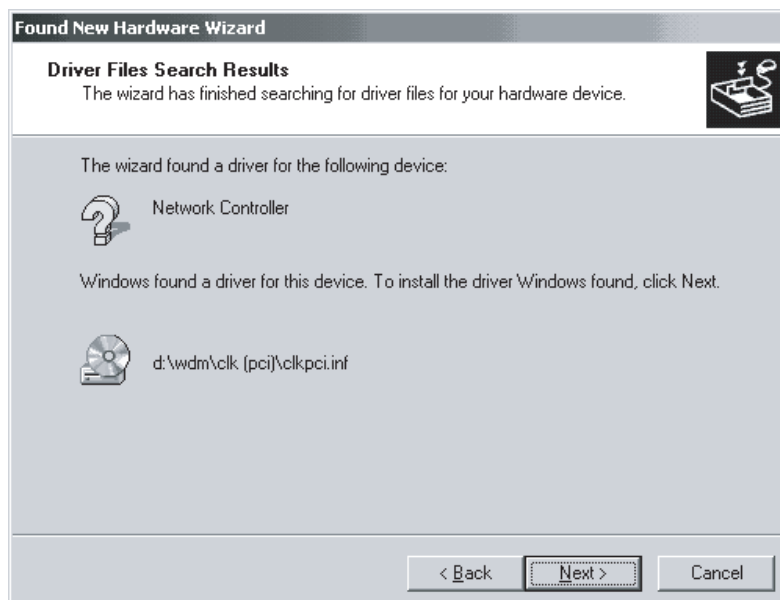 Found New Hardware Wizard
Driver Files Search Results
The wizard has finished searching for driver files for your hardware device.
The wizard found a driver for the following device:
Network Controller
Windows found a driver for this device. To install the driver Windows found, click Next.
d:\wdm\clk (pci)\clkpci.inf
< Back
Next >
Cancel